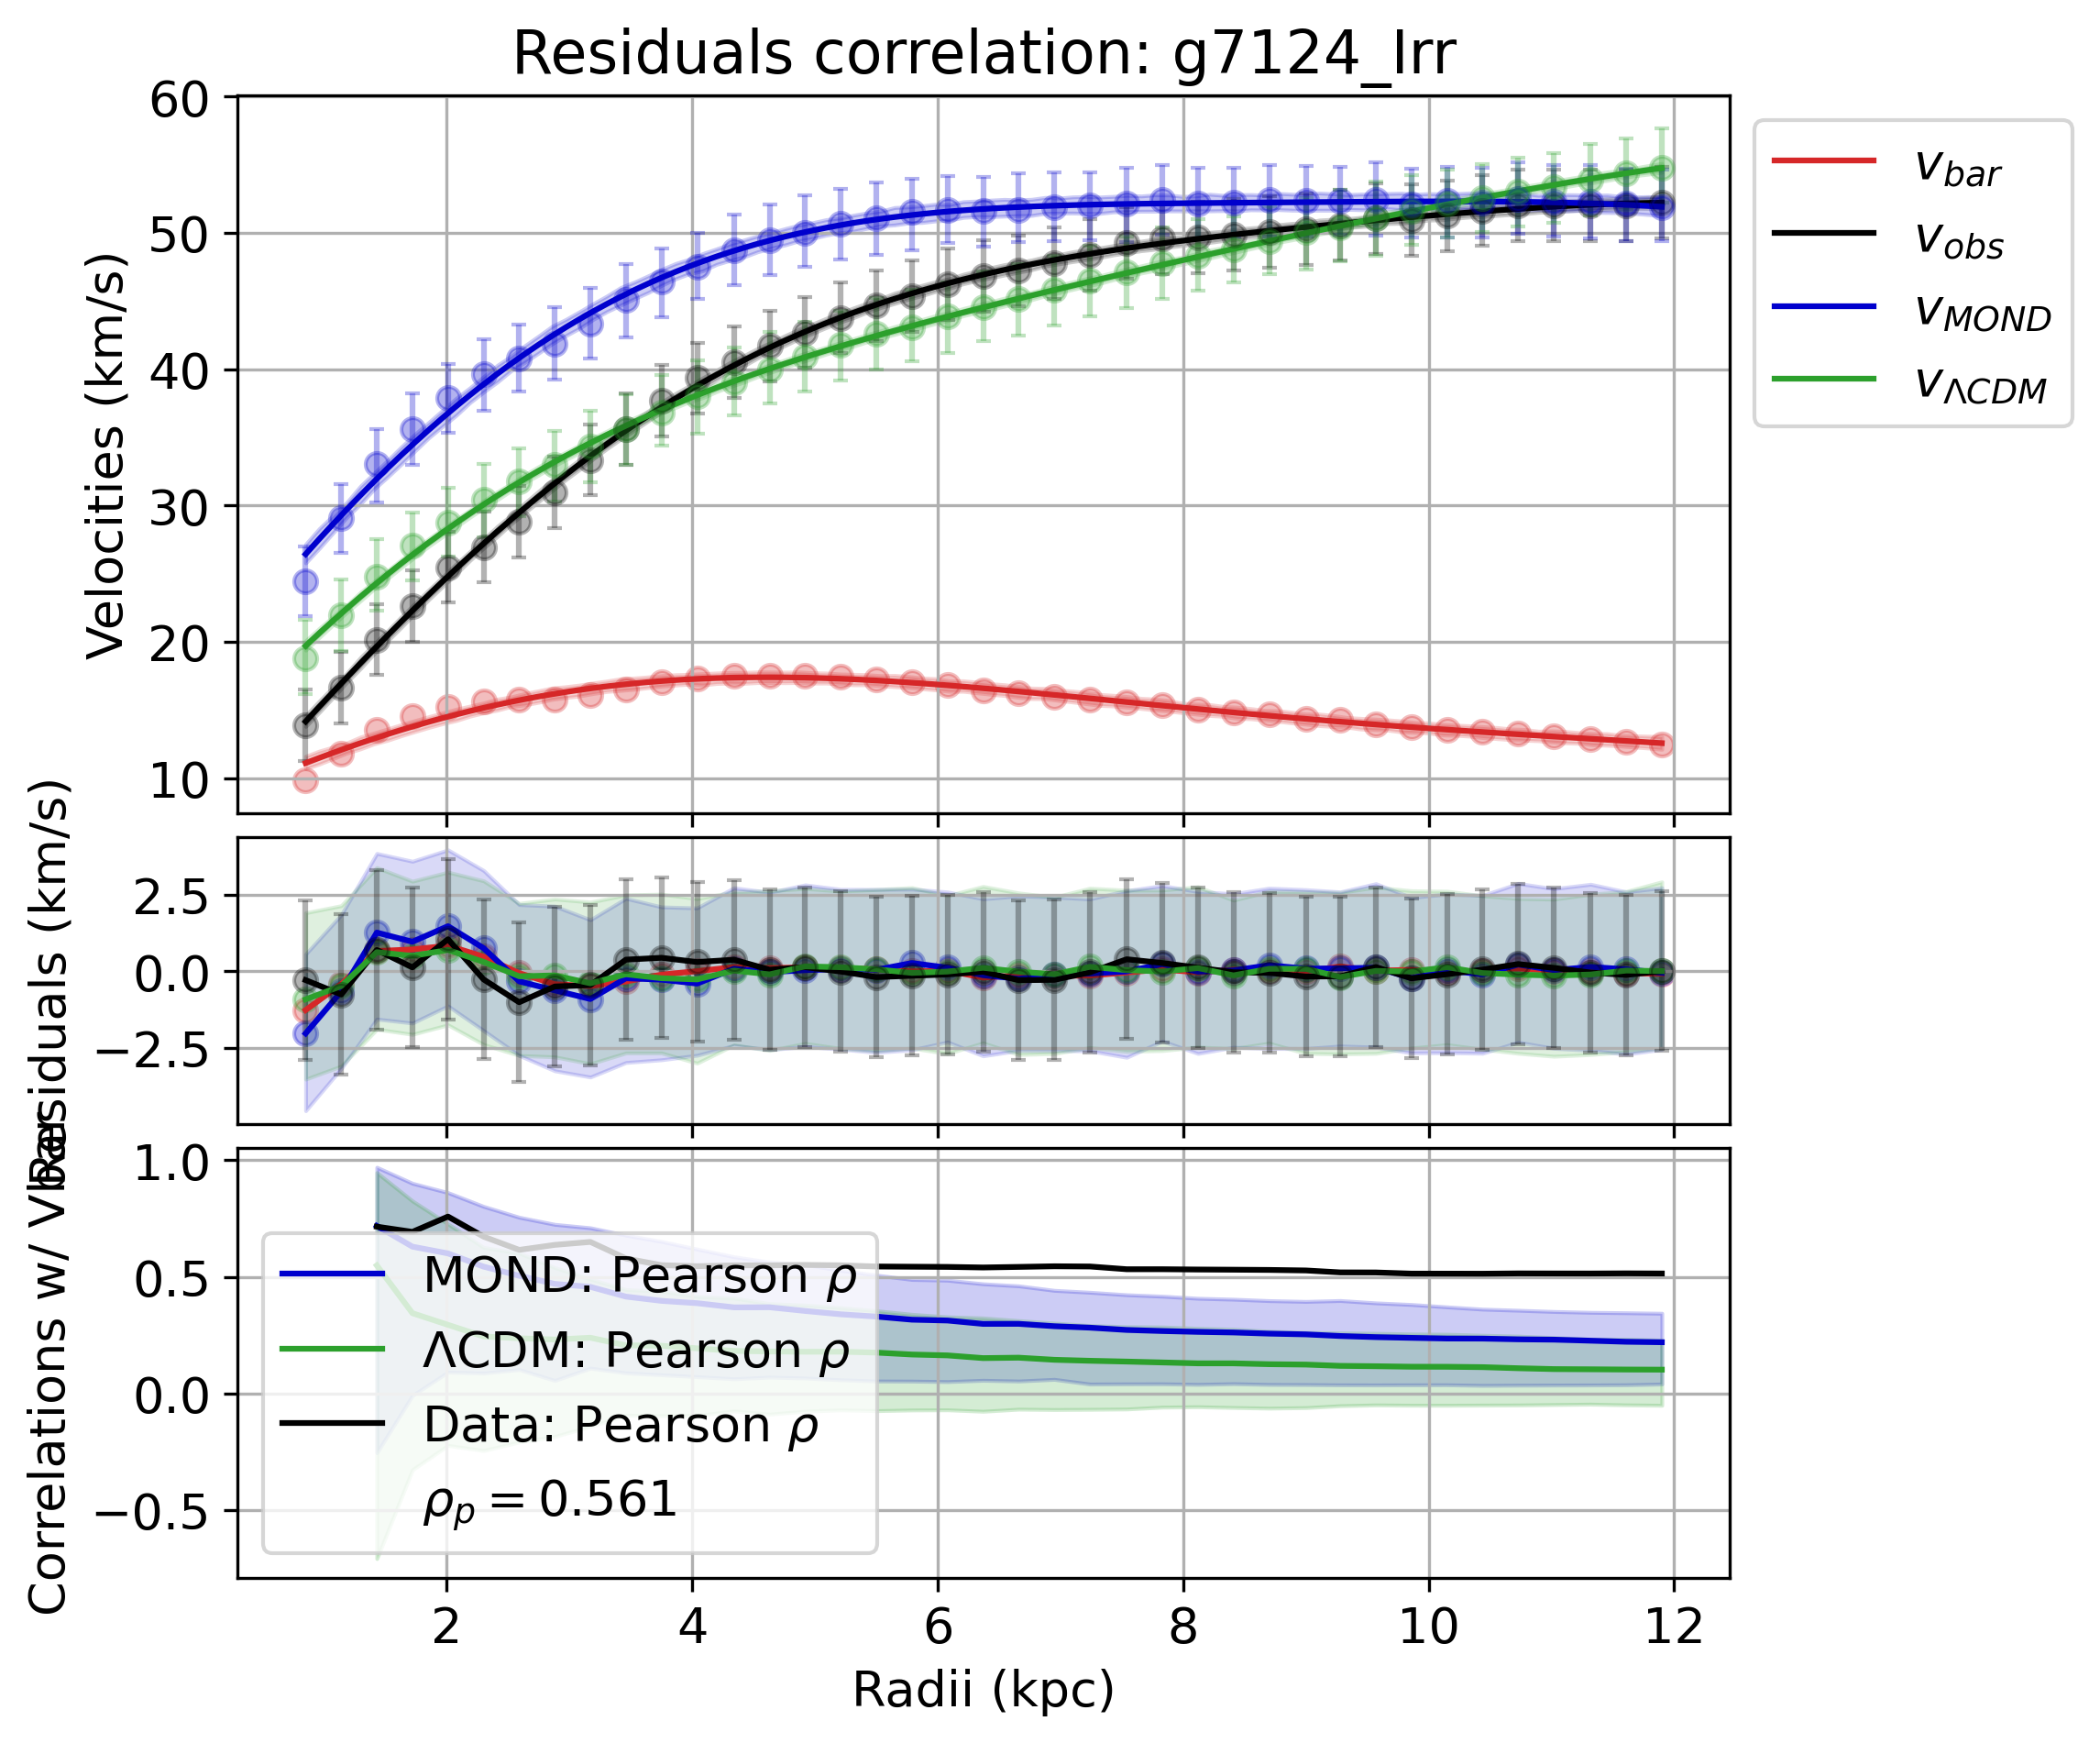 Residuals correlation: g7124_Irr
60
50
40
30
20
10
Velocities (km/s)
v_bar
v_obs
v_MOND
v_ΛCDM
2.5
0.0
−2.5
Residuals (km/s)
1.0
0.5
0.0
−0.5
Correlations w/ Vbar
MOND: Pearson ρ
ΛCDM: Pearson ρ
Data: Pearson ρ
ρ_p = 0.561
2 4 6 8 10 12
Radii (kpc)